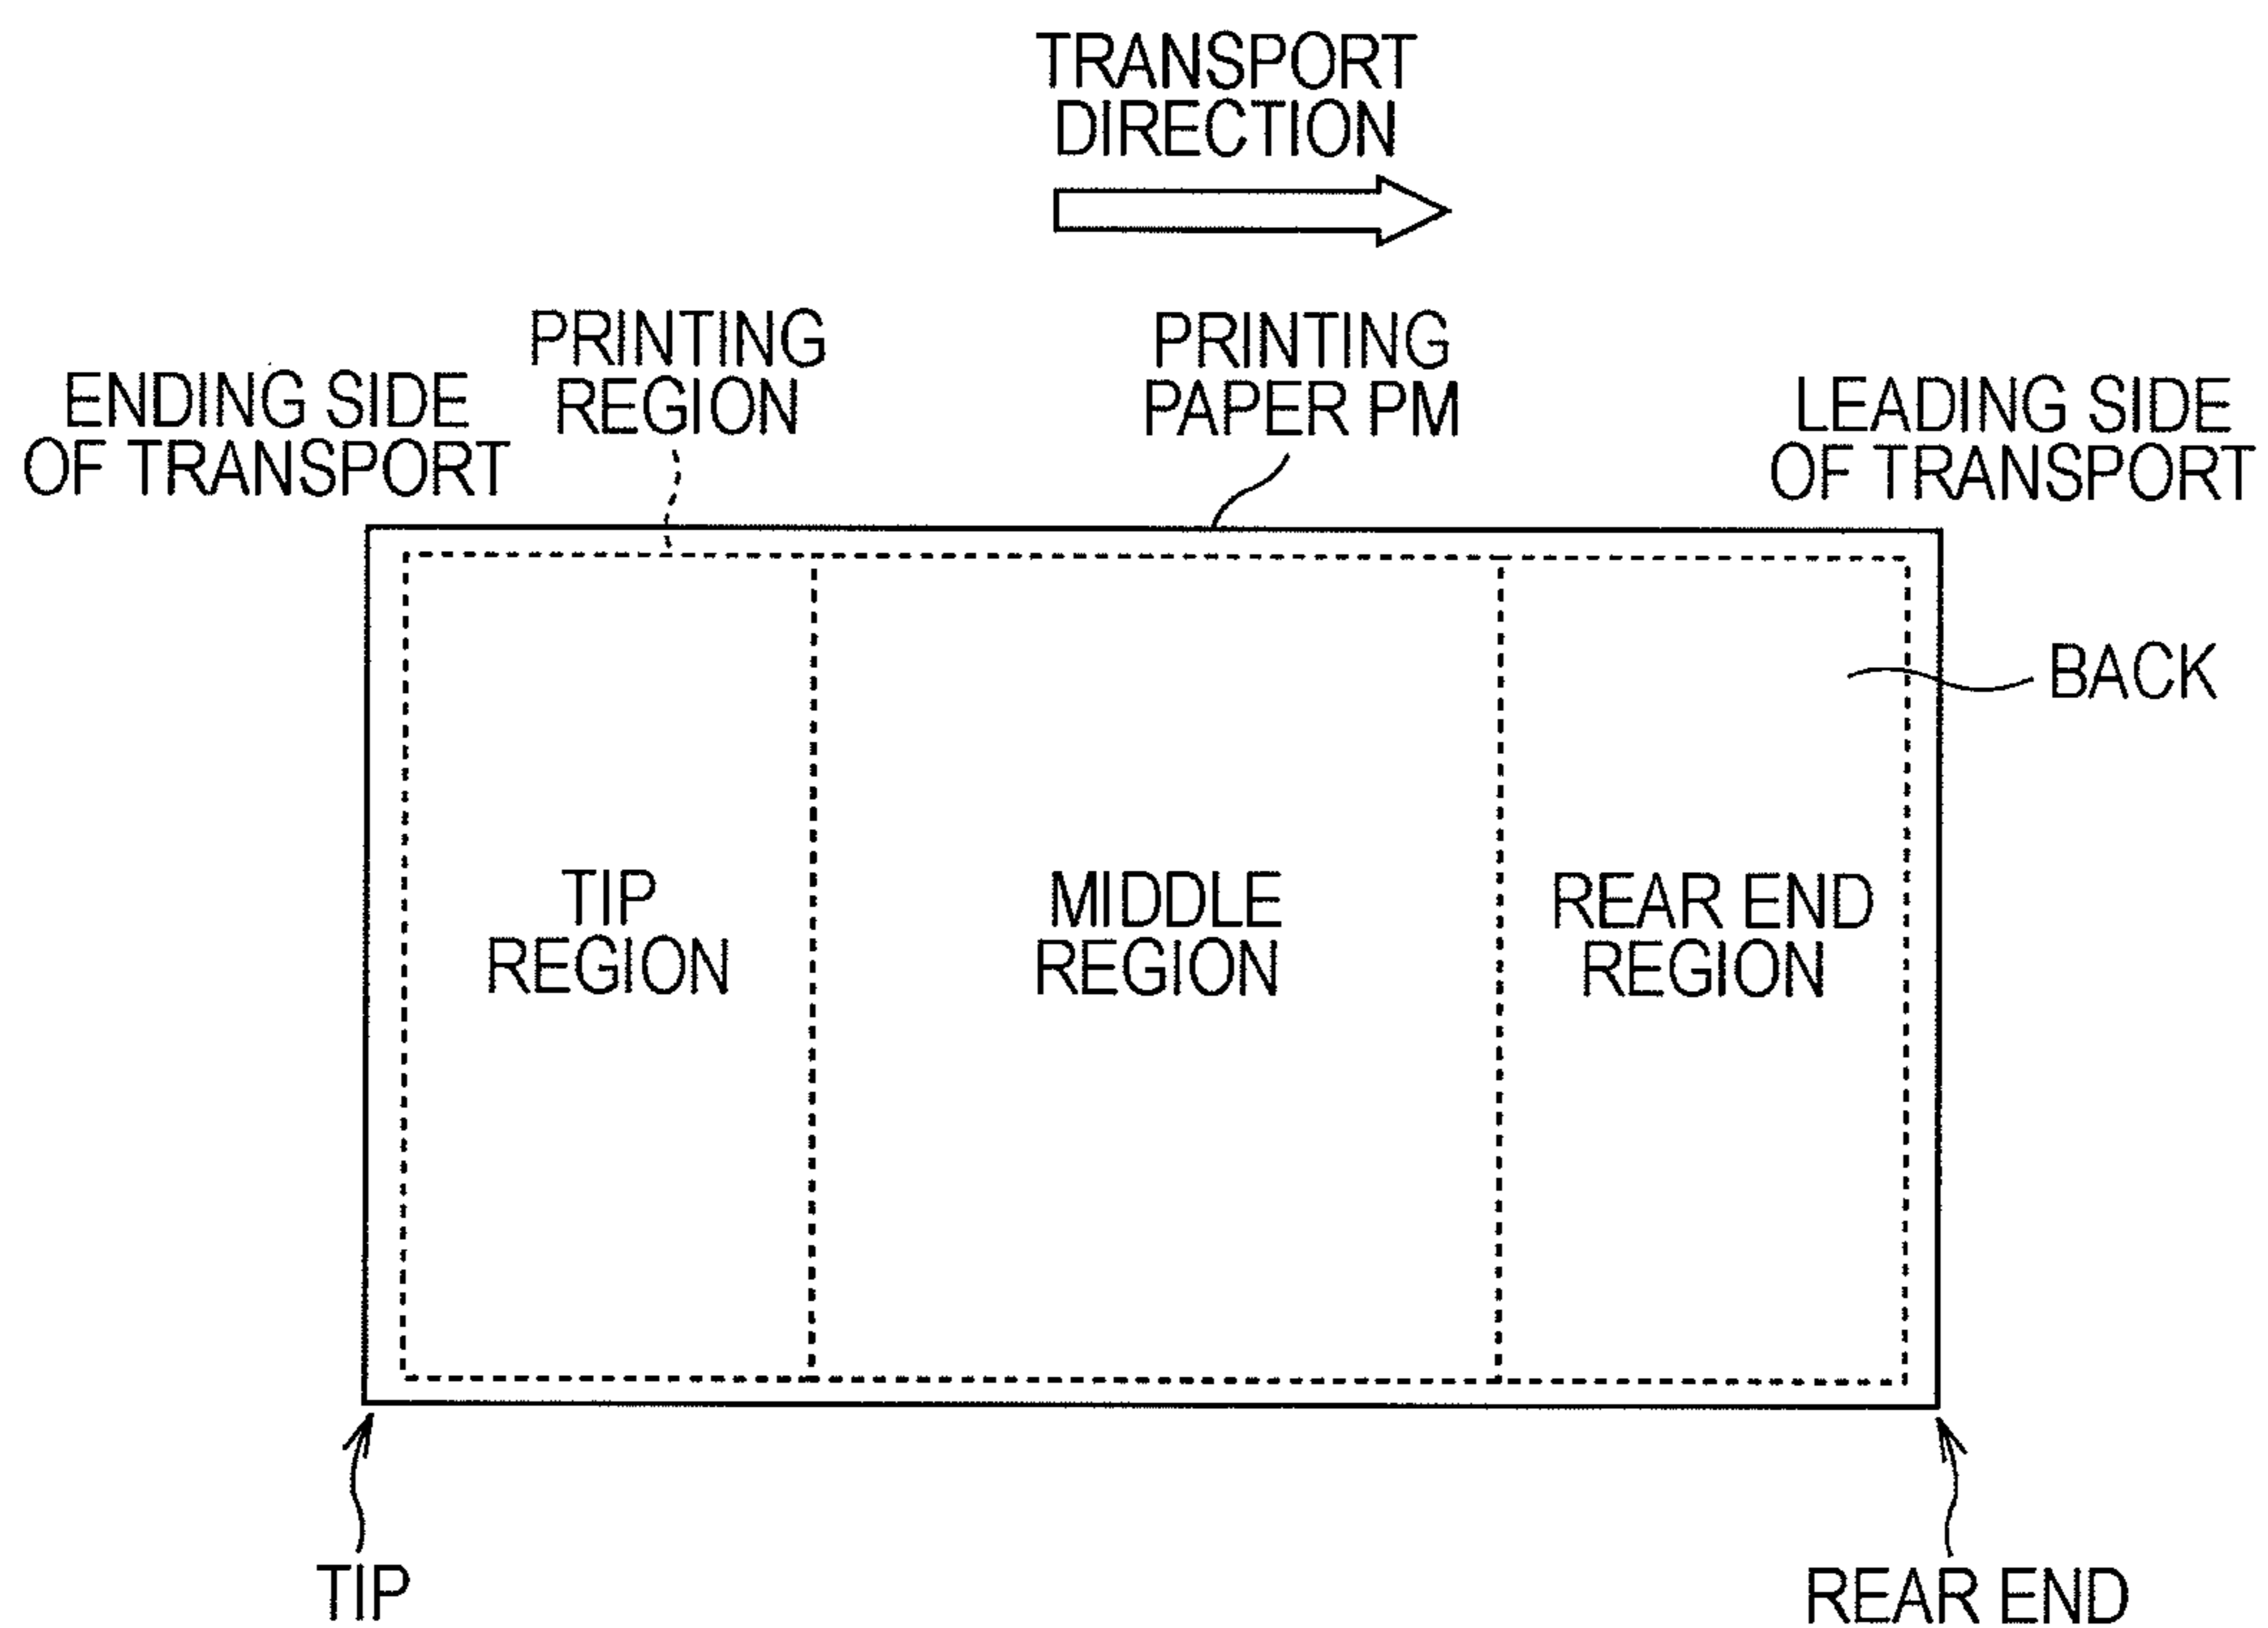 TRANSPORT
DIRECTION
PRINTING
REGION
PRINTING
PAPER PM
ENDING SIDE
OF TRANSPORT
LEADING SIDE
OF TRANSPORT
BACK
TIP
REGION
MIDDLE
REGION
REAR END
REGION
TIP
REAR END